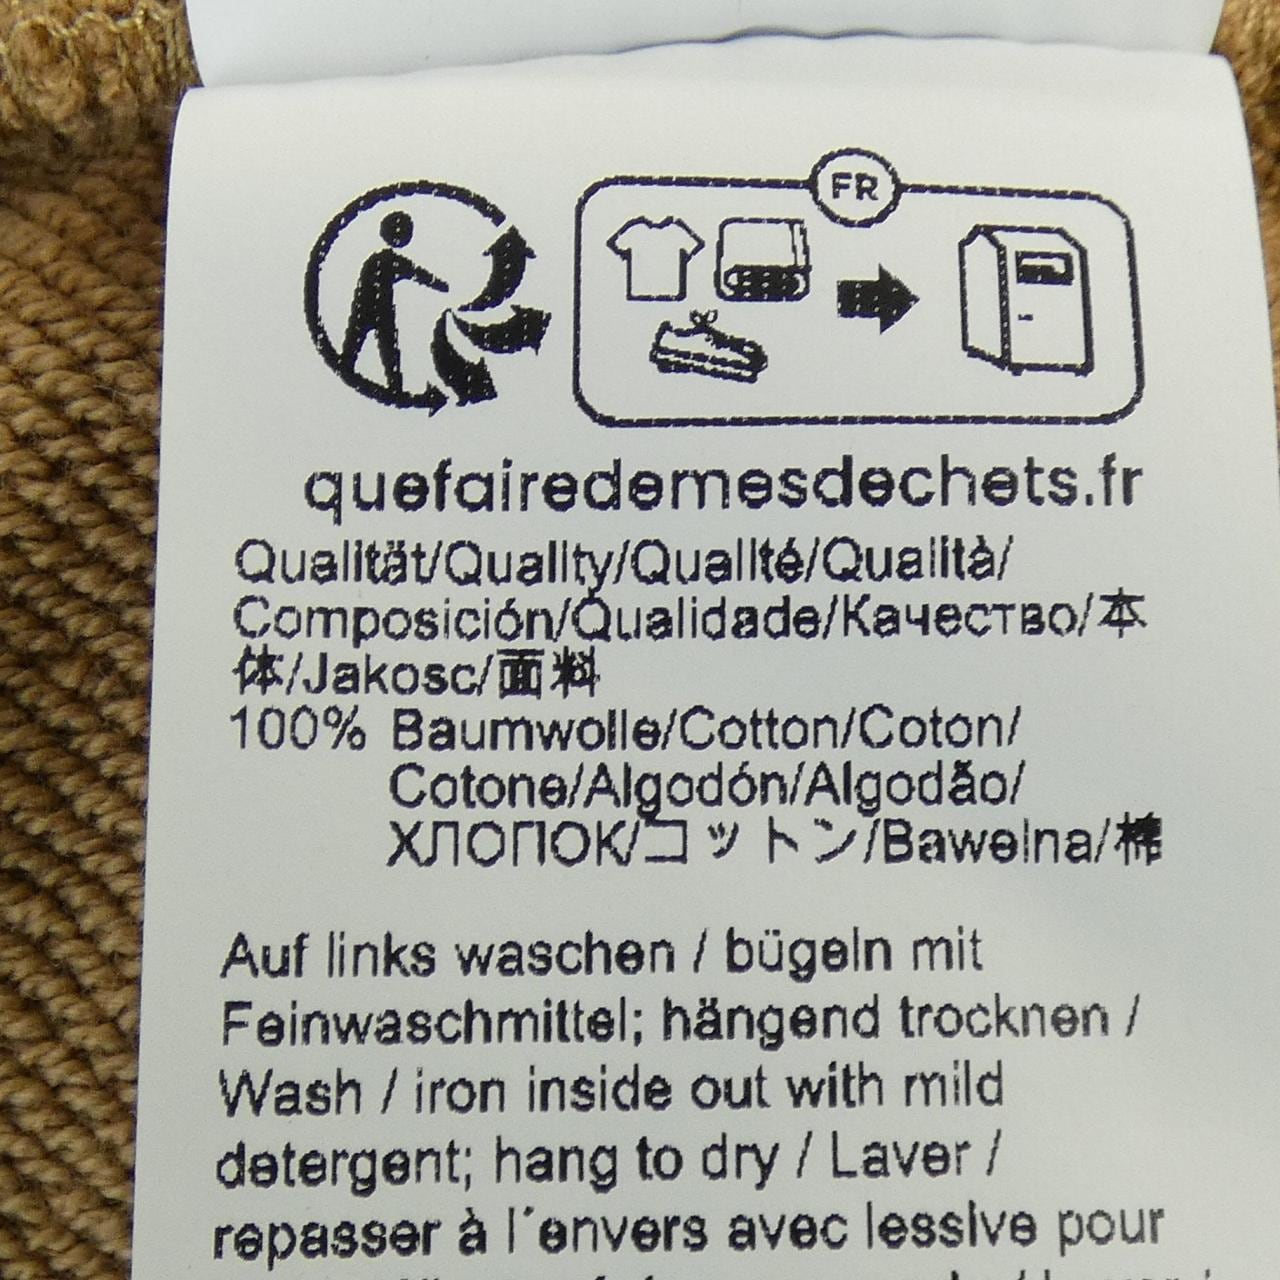 FR
quefairedemesdechets.fr
Qualität/Quality/Qualité/Qualità/
Composición/Qualidade/Качество/本
体/Jakosc/面料
100% Baumwolle/Cotton/Coton/
Cotone/Algodón/Algodão/
ХЛОПОК/コットン/Bawelna/棉
Auf links waschen / bügeln mit
Feinwaschmittel; hängend trocknen /
Wash / iron inside out with mild
detergent; hang to dry / Laver /
repasser à l´envers avec lessive pour